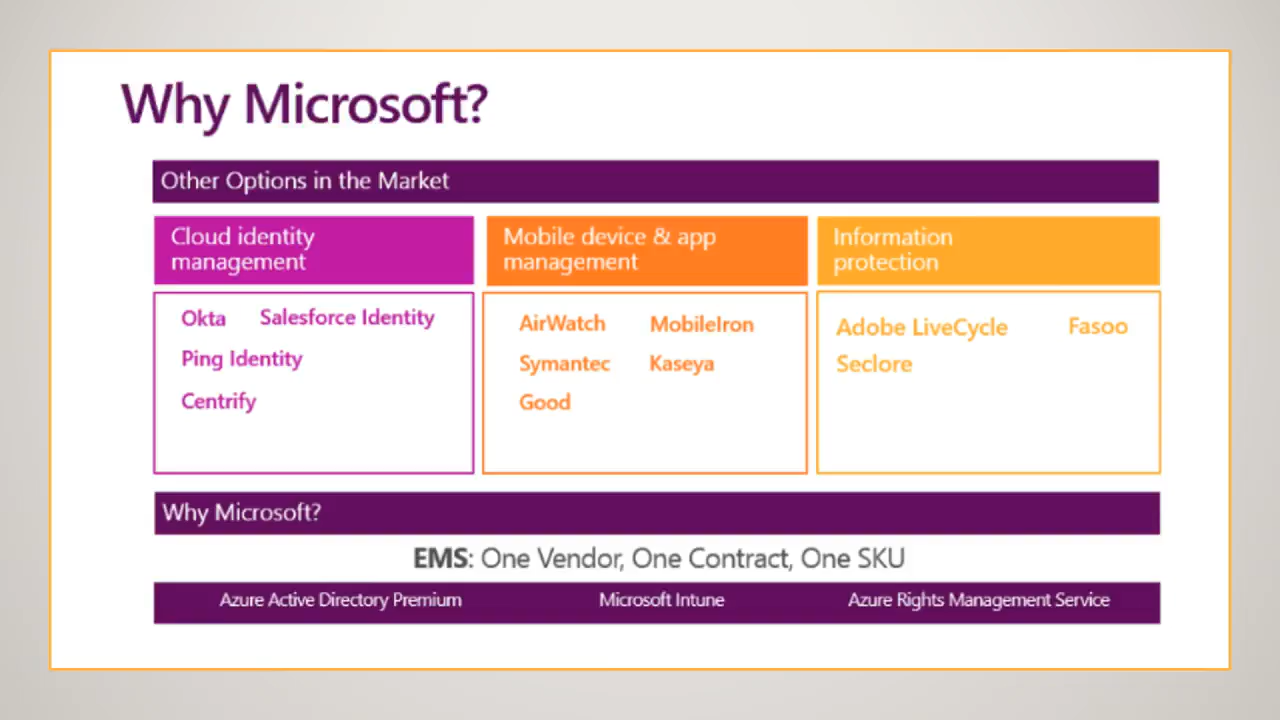 Why Microsoft?
Other Options in the Market
Cloud identity
management
Mobile device & app
management
Information
protection
Okta Salesforce Identity
Ping Identity
Centrify
AirWatch MobileIron
Symantec Kaseya
Good
Adobe LiveCycle Fasoo
Seclore
Why Microsoft?
EMS: One Vendor, One Contract, One SKU
Azure Active Directory Premium Microsoft Intune Azure Rights Management Service